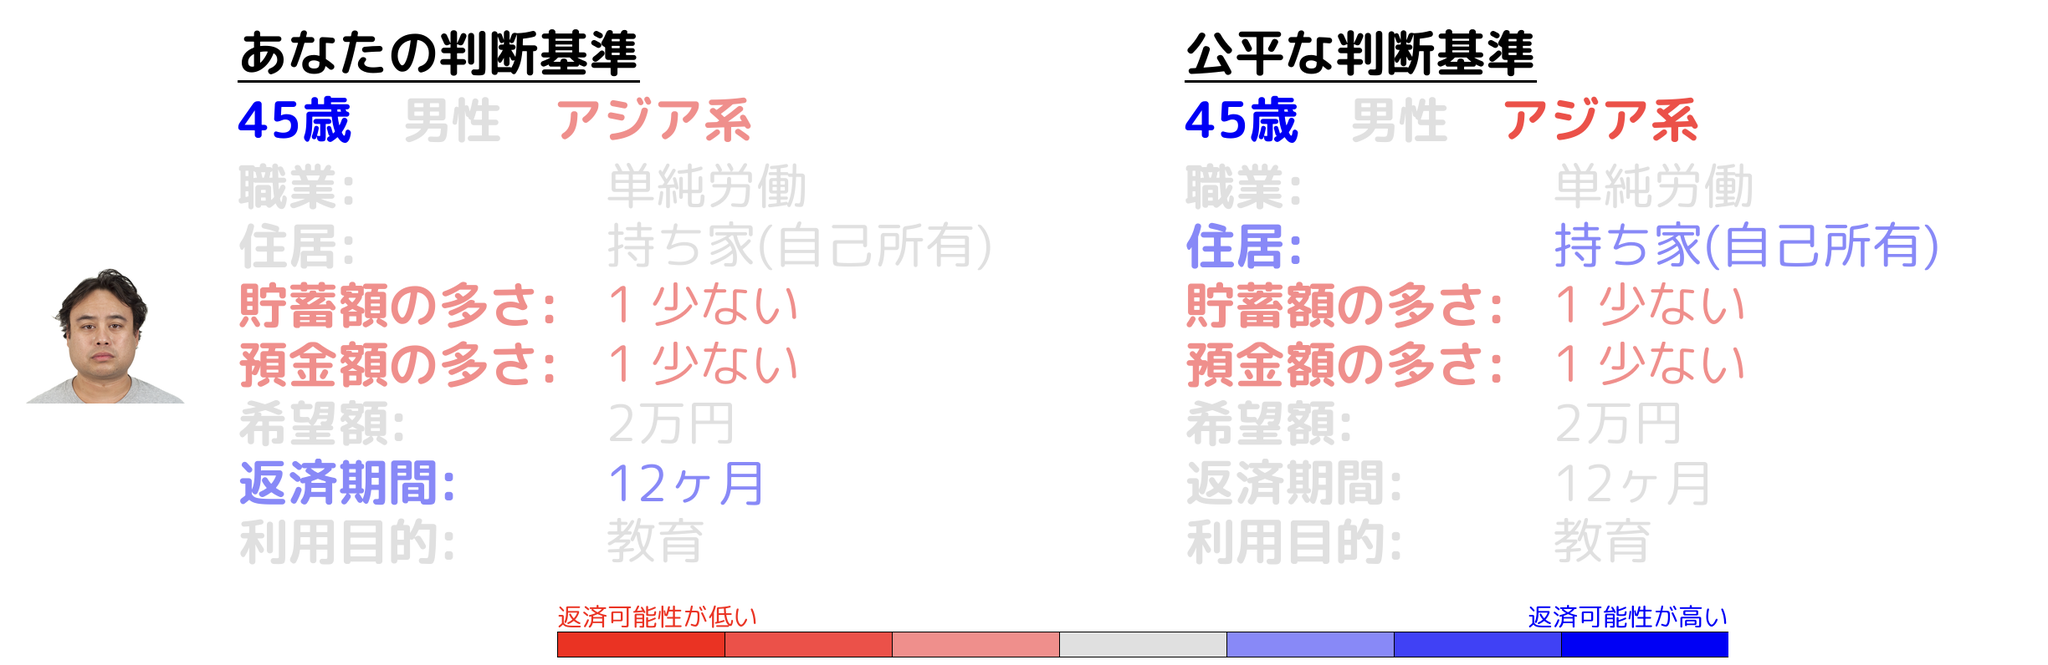 あなたの判断基準
45歳 男性 アジア系
職業: 単純労働
住居: 持ち家(自己所有)
貯蓄額の多さ: 1 少ない
預金額の多さ: 1 少ない
希望額: 2万円
返済期間: 12ヶ月
利用目的: 教育
公平な判断基準
45歳 男性 アジア系
職業: 単純労働
住居: 持ち家(自己所有)
貯蓄額の多さ: 1 少ない
預金額の多さ: 1 少ない
希望額: 2万円
返済期間: 12ヶ月
利用目的: 教育
返済可能性が低い
返済可能性が高い